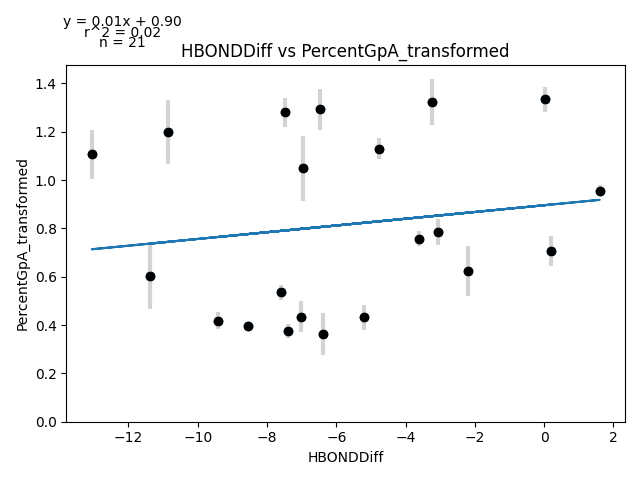 y = 0.01x + 0.90
r^2 = 0.02
n = 21
HBONDDiff vs PercentGpA_transformed
PercentGpA_transformed
1.4
1.2
1.0
0.8
0.6
0.4
0.2
0.0
−12 −10 −8 −6 −4 −2 0 2
HBONDDiff